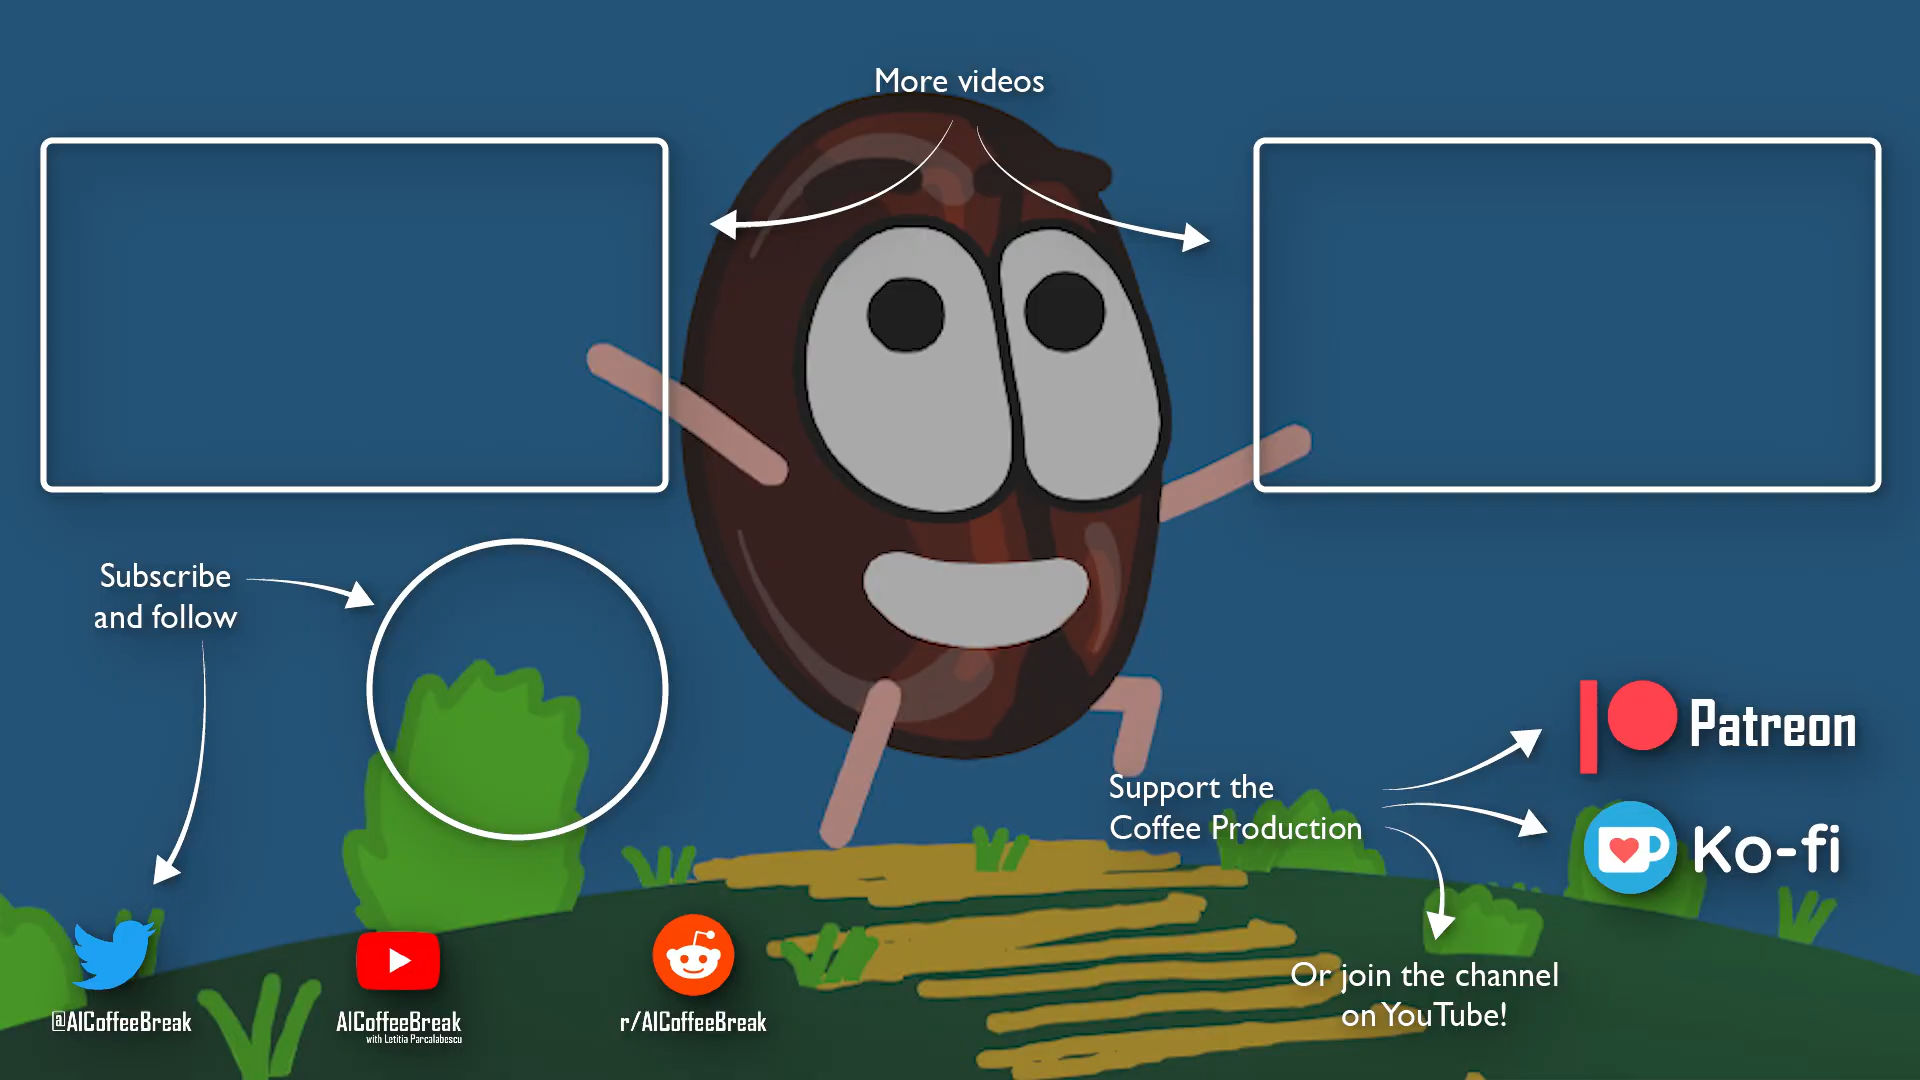 More videos
Subscribe
and follow
Patreon
Support the
Coffee Production
Ko-fi
Or join the channel
on YouTube!
@AICoffeeBreak
AICoffeeBreak
with Letitia Parcalabescu
r/AICoffeeBreak